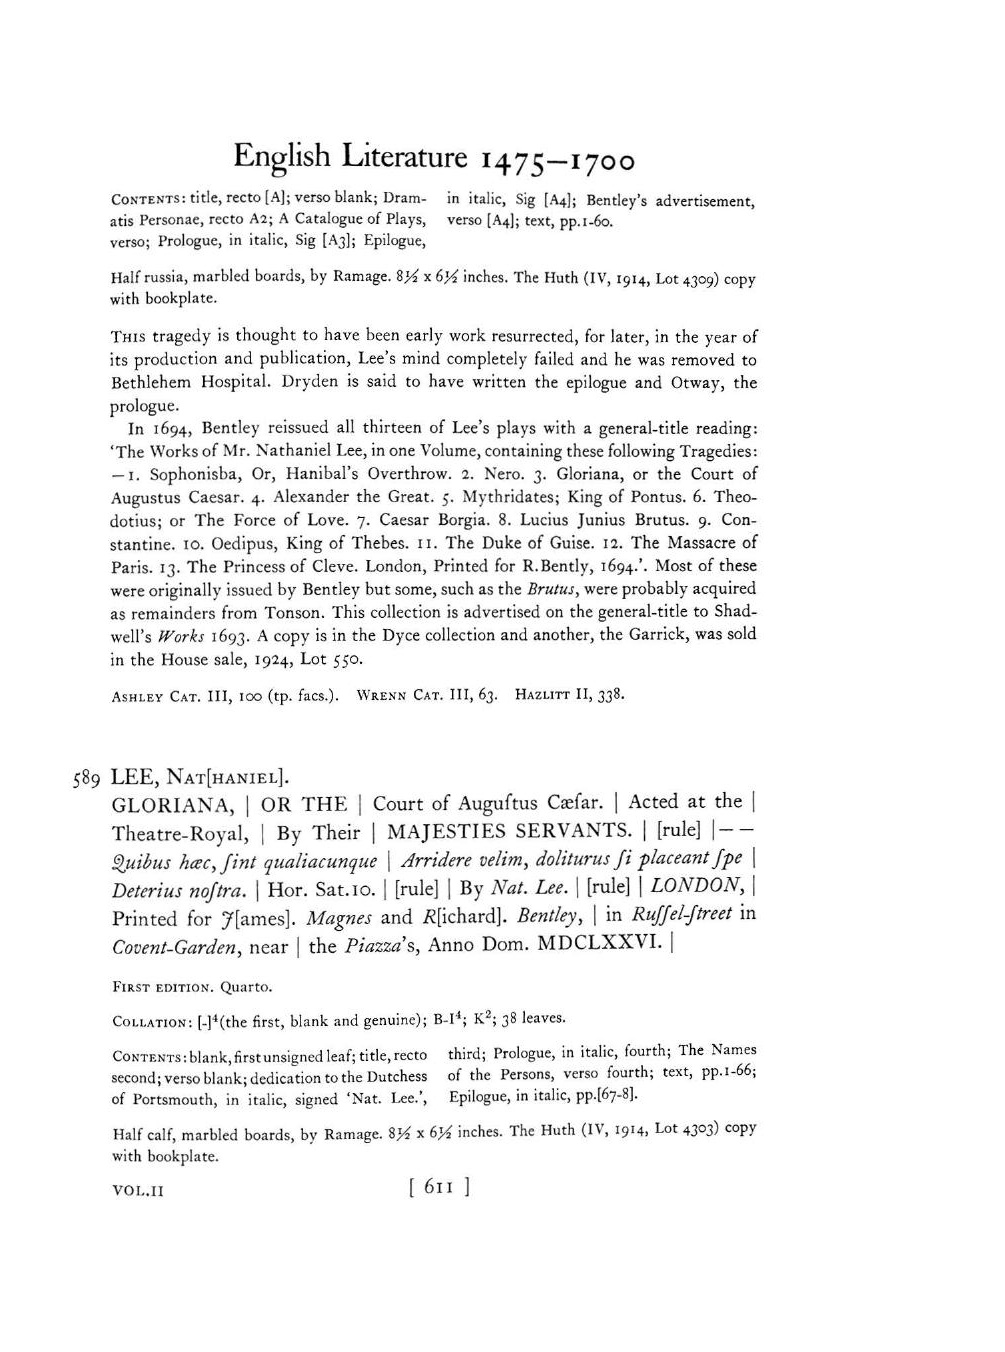 English Literature 1475–1700
CONTENTS: title, recto [A]; verso blank; Dram-
atis Personae, recto A2; A Catalogue of Plays,
verso; Prologue, in italic, Sig [A3]; Epilogue,
in italic, Sig [A4]; Bentley's advertisement,
verso [A4]; text, pp.1-60.
Half russia, marbled boards, by Ramage. 8½ x 6½ inches. The Huth (IV, 1914, Lot 4309) copy
with bookplate.
THIS tragedy is thought to have been early work resurrected, for later, in the year of
its production and publication, Lee's mind completely failed and he was removed to
Bethlehem Hospital. Dryden is said to have written the epilogue and Otway, the
prologue.
In 1694, Bentley reissued all thirteen of Lee's plays with a general-title reading:
'The Works of Mr. Nathaniel Lee, in one Volume, containing these following Tragedies:
—1. Sophonisba, Or, Hanibal's Overthrow. 2. Nero. 3. Gloriana, or the Court of
Augustus Caesar. 4. Alexander the Great. 5. Mythridates; King of Pontus. 6. Theo-
dotius; or The Force of Love. 7. Caesar Borgia. 8. Lucius Junius Brutus. 9. Con-
stantine. 10. Oedipus, King of Thebes. 11. The Duke of Guise. 12. The Massacre of
Paris. 13. The Princess of Cleve. London, Printed for R.Bently, 1694.'. Most of these
were originally issued by Bentley but some, such as the Brutus, were probably acquired
as remainders from Tonson. This collection is advertised on the general-title to Shad-
well's Works 1693. A copy is in the Dyce collection and another, the Garrick, was sold
in the House sale, 1924, Lot 550.
ASHLEY CAT. III, 100 (tp. facs.). WRENN CAT. III, 63. HAZLITT II, 338.
589 LEE, NAT[HANIEL].
GLORIANA, | OR THE | Court of Auguſtus Cæſar. | Acted at the |
Theatre-Royal, | By Their | MAJESTIES SERVANTS. | [rule] |— —
Quibus hæc, ſint qualiacunque | Arridere velim, doliturus ſi placeant ſpe |
Deterius noſtra. | Hor. Sat.10. | [rule] | By Nat. Lee. | [rule] | LONDON, |
Printed for J[ames]. Magnes and R[ichard]. Bentley, | in Ruſſel-ſtreet in
Covent-Garden, near | the Piazza's, Anno Dom. MDCLXXVI. |
FIRST EDITION. Quarto.
COLLATION: [-]⁴(the first, blank and genuine); B-I⁴; K²; 38 leaves.
CONTENTS: blank, first unsigned leaf; title, recto
second; verso blank; dedication to the Dutchess
of Portsmouth, in italic, signed 'Nat. Lee.',
third; Prologue, in italic, fourth; The Names
of the Persons, verso fourth; text, pp.1-66;
Epilogue, in italic, pp.[67-8].
Half calf, marbled boards, by Ramage. 8½ x 6½ inches. The Huth (IV, 1914, Lot 4303) copy
with bookplate.
VOL.II [ 611 ]